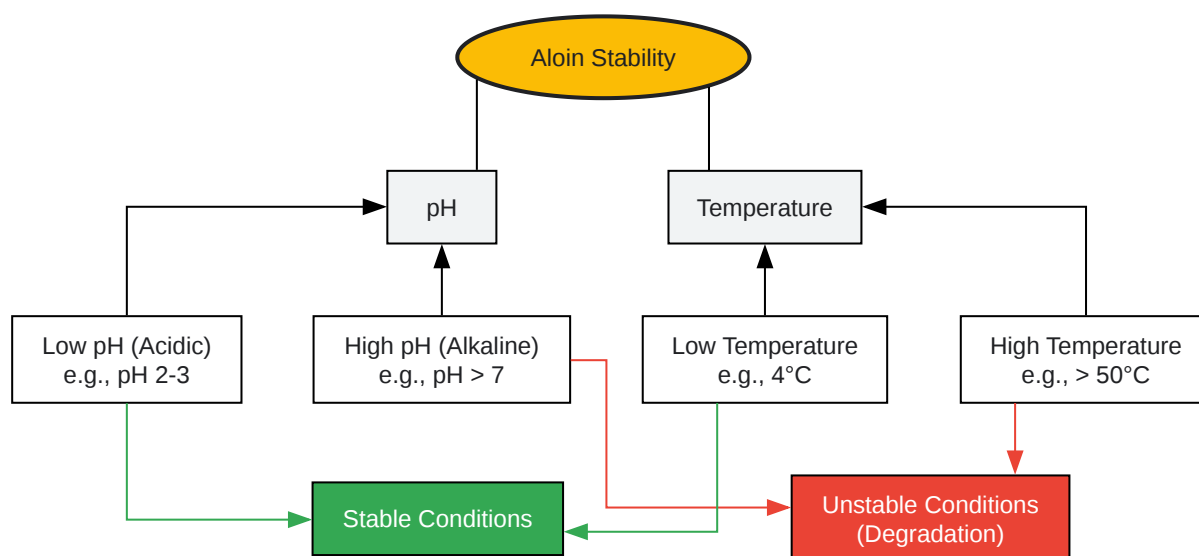 Aloin Stability
pH
Temperature
Low pH (Acidic)
e.g., pH 2-3
High pH (Alkaline)
e.g., pH > 7
Low Temperature
e.g., 4°C
High Temperature
e.g., > 50°C
Stable Conditions
Unstable Conditions
(Degradation)